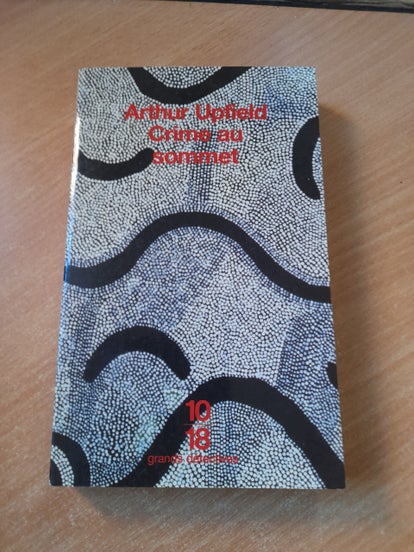 Arthur Upfield
Crime au
sommet
10
18
grands détectives